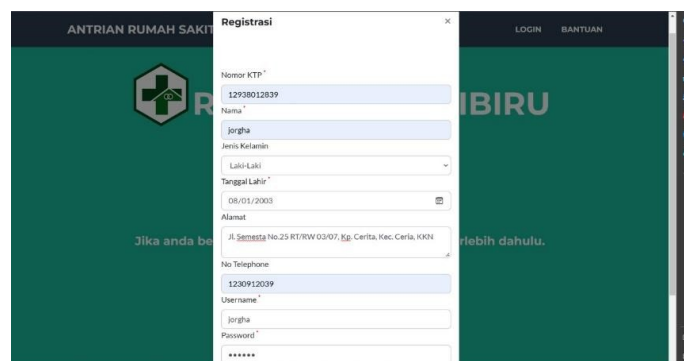 ANTRIAN RUMAH SAKIT
Registrasi
×
LOGIN BANTUAN
R
IBIRU
Nomor KTP *
12938012839
Nama *
jorgha
Jenis Kelamin
Laki-Laki
Tanggal Lahir *
08/01/2003
Alamat
Jl. Semesta No.25 RT/RW 03/07, Kp. Cerita, Kec. Ceria, KKN
Jika anda be
rlebih dahulu.
No Telephone
1230912039
Username *
jorgha
Password *
••••••